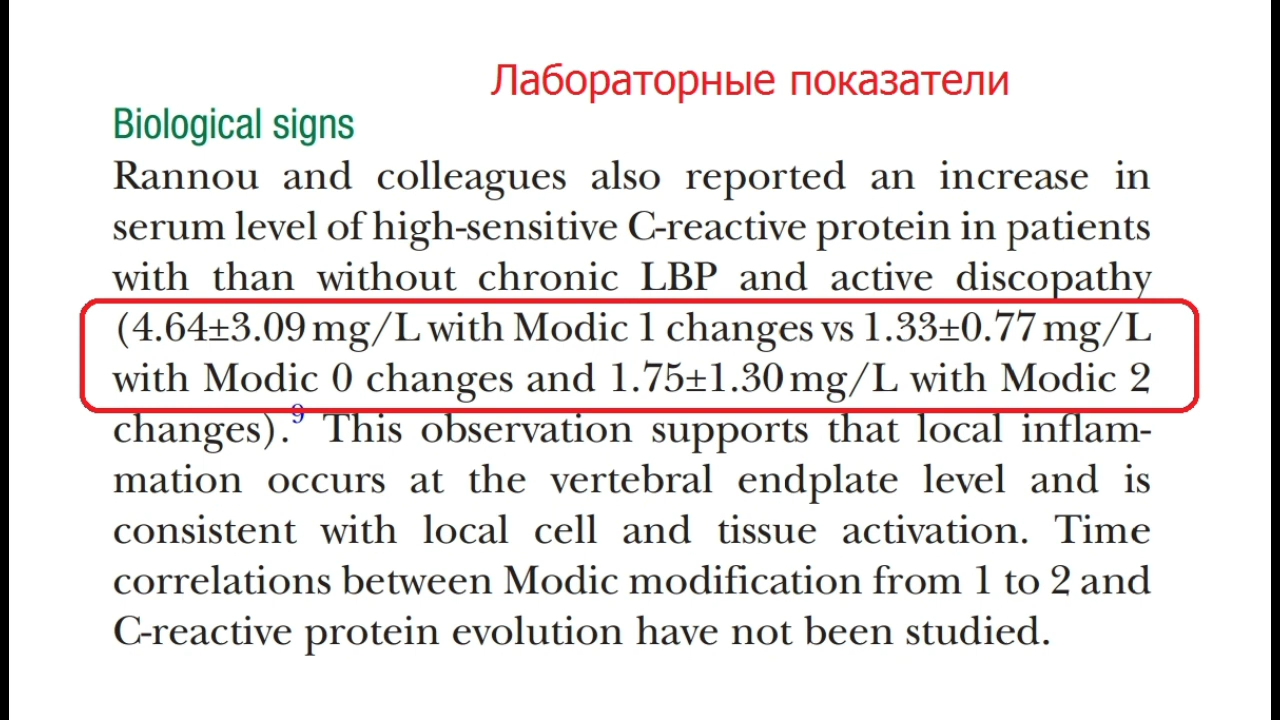 Лабораторные показатели
Biological signs
Rannou and colleagues also reported an increase in
serum level of high-sensitive C-reactive protein in patients
with than without chronic LBP and active discopathy
(4.64±3.09 mg/L with Modic 1 changes vs 1.33±0.77 mg/L
with Modic 0 changes and 1.75±1.30 mg/L with Modic 2
changes).9 This observation supports that local inflam-
mation occurs at the vertebral endplate level and is
consistent with local cell and tissue activation. Time
correlations between Modic modification from 1 to 2 and
C-reactive protein evolution have not been studied.